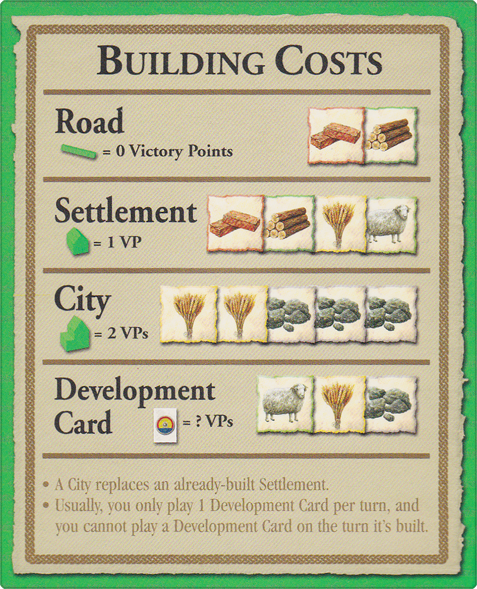 BUILDING COSTS
Road
= 0 Victory Points
Settlement
= 1 VP
City
= 2 VPs
Development
Card
= ? VPs
• A City replaces an already-built Settlement.
• Usually, you only play 1 Development Card per turn, and
you cannot play a Development Card on the turn it's built.